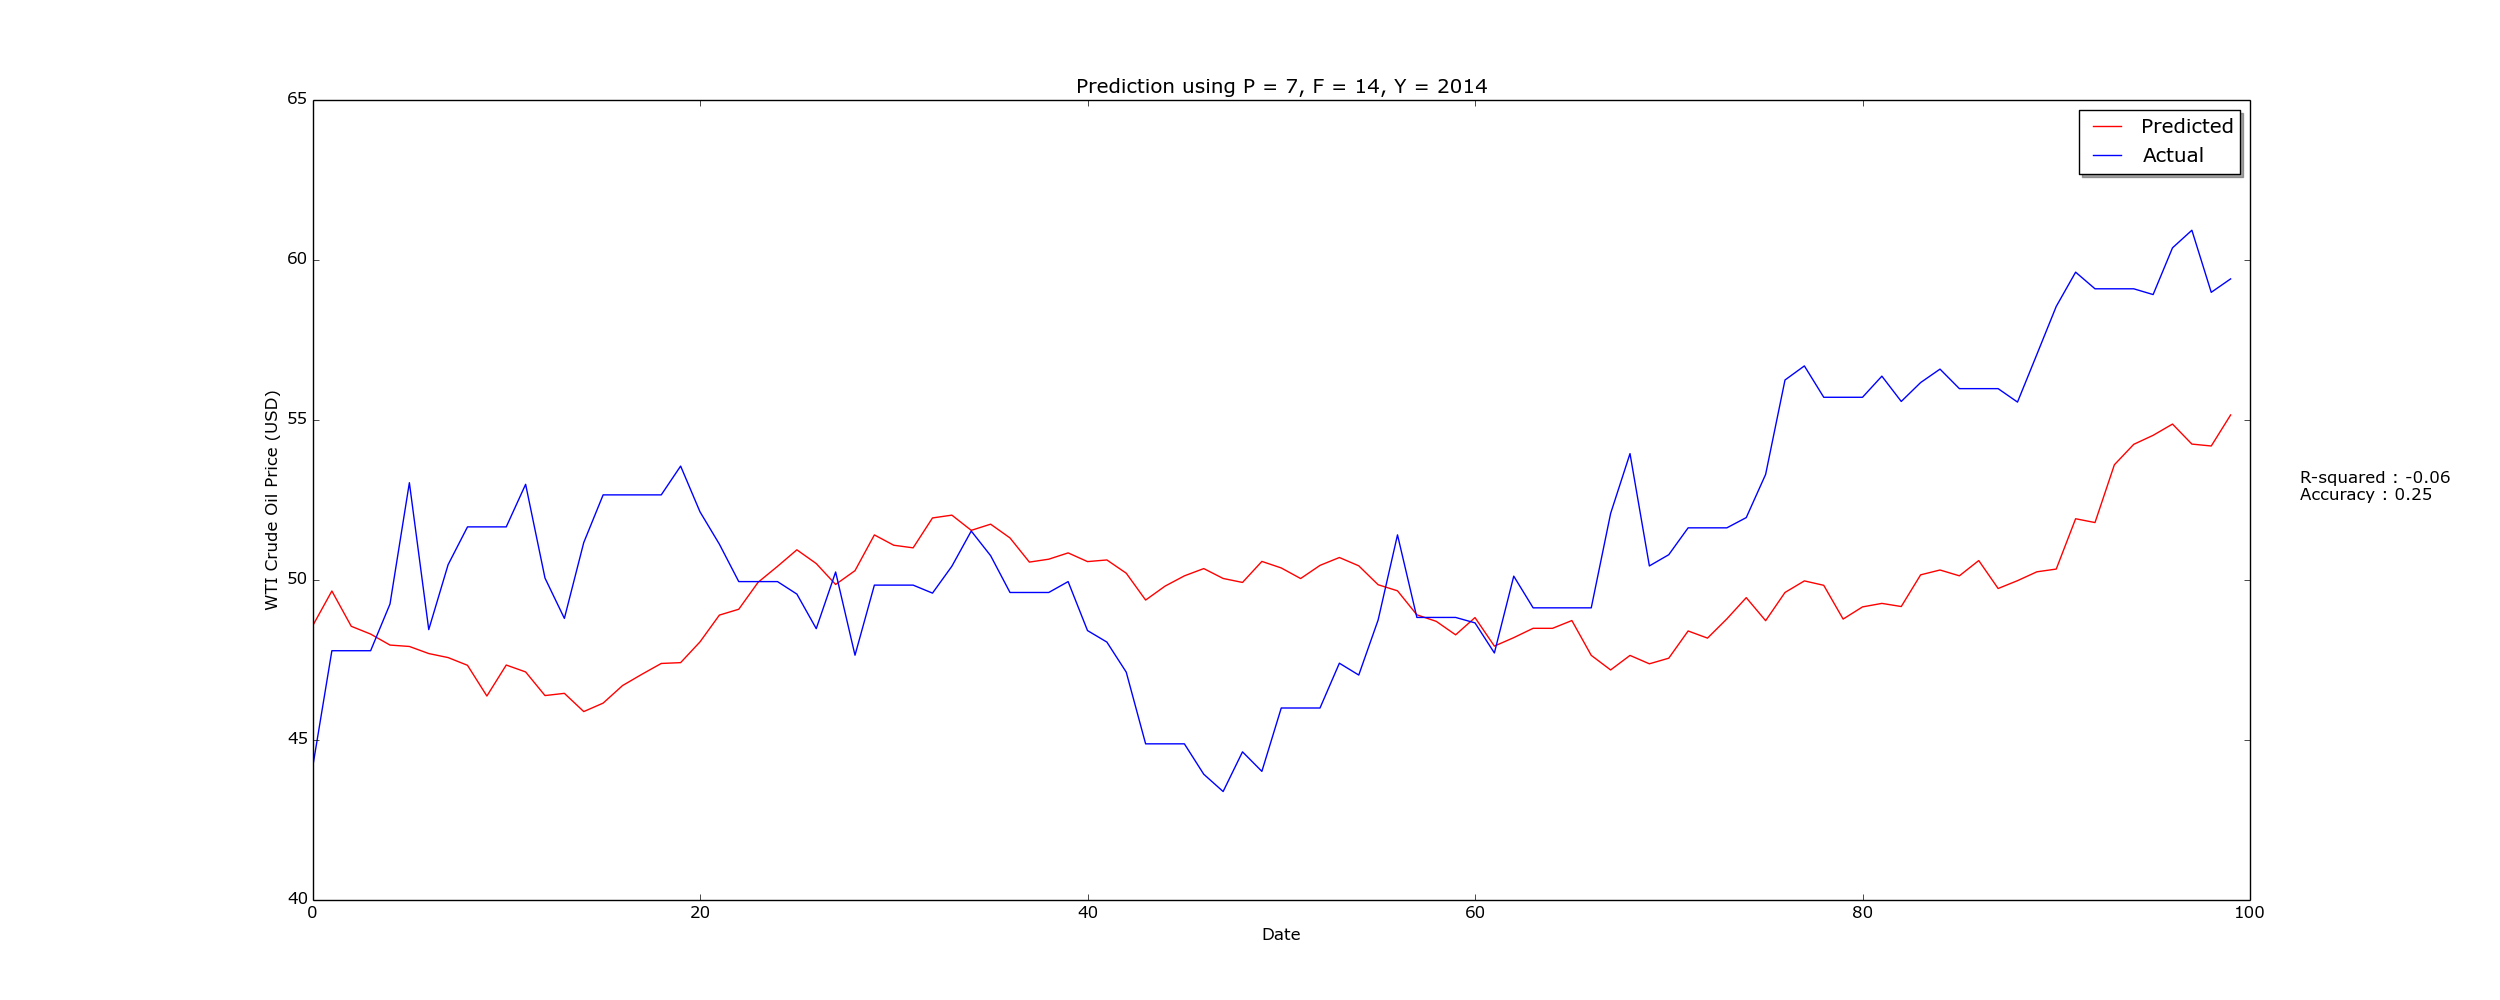 Prediction using P = 7, F = 14, Y = 2014
65
60
55
50
45
40
WTI Crude Oil Price (USD)
Predicted
Actual
R-squared : -0.06
Accuracy : 0.25
0 20 40 60 80 100
Date